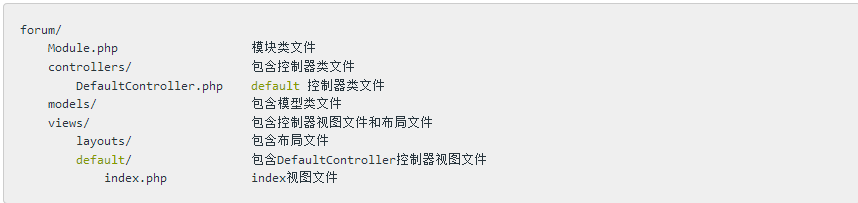 forum/
    Module.php                   模块类文件
    controllers/                 包含控制器类文件
        DefaultController.php    default 控制器类文件
    models/                      包含模型类文件
    views/                       包含控制器视图文件和布局文件
        layouts/                 包含布局文件
        default/                 包含DefaultController控制器视图文件
            index.php            index视图文件